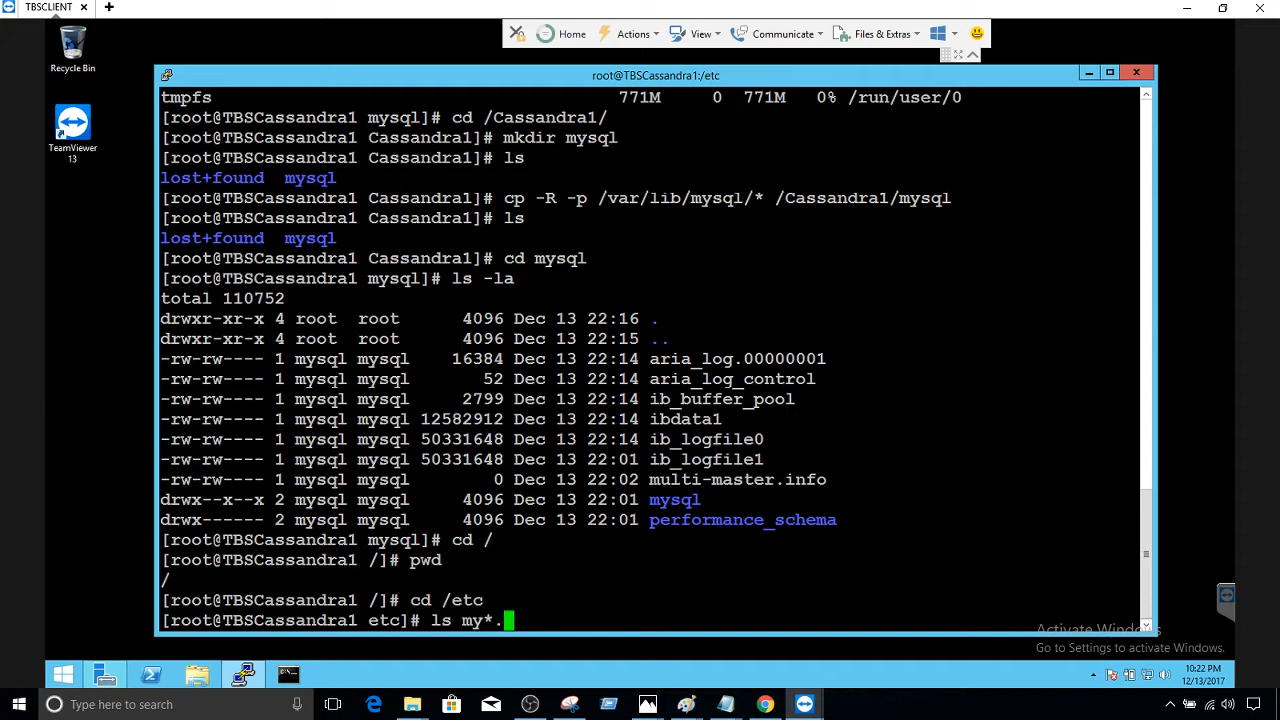 TBSCLIENT
Recycle Bin
TeamViewer
13
Home
Actions
View
Communicate
Files & Extras
root@TBSCassandra1:/etc
tmpfs 771M 0 771M 0% /run/user/0
[root@TBSCassandra1 mysql]# cd /Cassandra1/
[root@TBSCassandra1 Cassandra1]# mkdir mysql
[root@TBSCassandra1 Cassandra1]# ls
lost+found mysql
[root@TBSCassandra1 Cassandra1]# cp -R -p /var/lib/mysql/* /Cassandra1/mysql
[root@TBSCassandra1 Cassandra1]# ls
lost+found mysql
[root@TBSCassandra1 Cassandra1]# cd mysql
[root@TBSCassandra1 mysql]# ls -la
total 110752
drwxr-xr-x 4 root root 4096 Dec 13 22:16 .
drwxr-xr-x 4 root root 4096 Dec 13 22:15 ..
-rw-rw---- 1 mysql mysql 16384 Dec 13 22:14 aria_log.00000001
-rw-rw---- 1 mysql mysql 52 Dec 13 22:14 aria_log_control
-rw-rw---- 1 mysql mysql 2799 Dec 13 22:14 ib_buffer_pool
-rw-rw---- 1 mysql mysql 12582912 Dec 13 22:14 ibdata1
-rw-rw---- 1 mysql mysql 50331648 Dec 13 22:14 ib_logfile0
-rw-rw---- 1 mysql mysql 50331648 Dec 13 22:01 ib_logfile1
-rw-rw---- 1 mysql mysql 0 Dec 13 22:02 multi-master.info
drwx--x--x 2 mysql mysql 4096 Dec 13 22:01 mysql
drwx------ 2 mysql mysql 4096 Dec 13 22:01 performance_schema
[root@TBSCassandra1 mysql]# cd /
[root@TBSCassandra1 /]# pwd
/
[root@TBSCassandra1 /]# cd /etc
[root@TBSCassandra1 etc]# ls my*.
Activate Windows
Go to Settings to activate Windows.
10:22 PM
12/13/2017
Type here to search